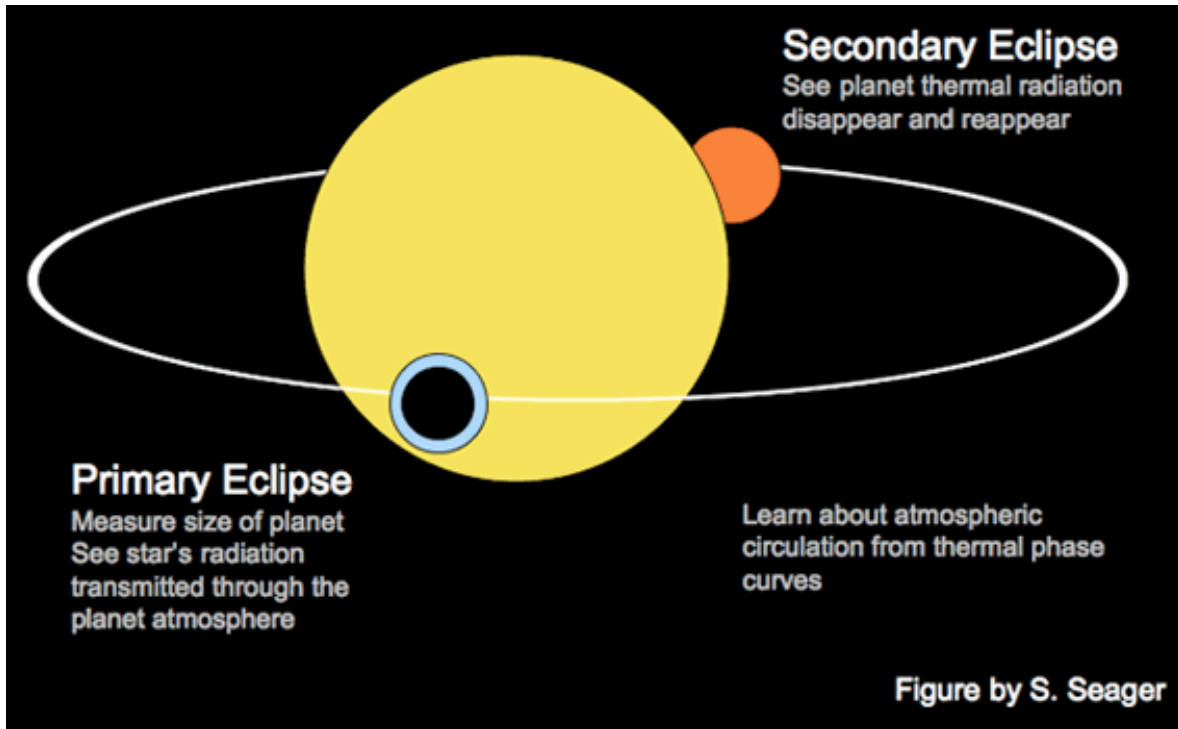 Secondary Eclipse
See planet thermal radiation
disappear and reappear
Primary Eclipse
Measure size of planet
See star's radiation
transmitted through the
planet atmosphere
Learn about atmospheric
circulation from thermal phase
curves
Figure by S. Seager